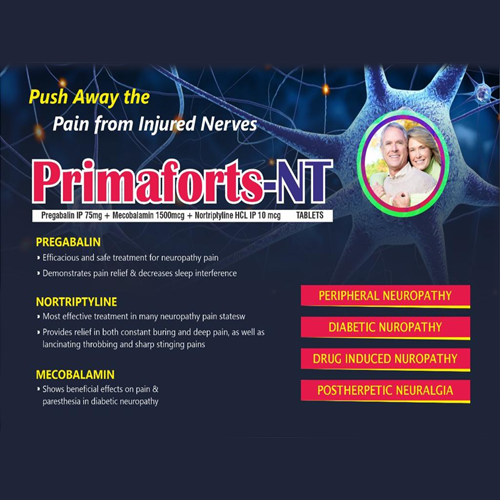 Push Away the
Pain from Injured Nerves
Primaforts-NT
Pregabalin IP 75mg + Mecobalamin 1500mcg + Nortriplyline HCL IP 10 mcg TABLETS
PREGABALIN
• Efficacious and safe treatment for neuropathy pain
• Demonstrates pain relief & decreases sleep interference
NORTRIPTYLINE
• Most effective treatment in many neuropathy pain statesw
• Provides relief in both constant buring and deep pain, as well as
lancinating throbbing and sharp stinging pains
MECOBALAMIN
• Shows beneficial effects on pain &
paresthesia in diabetic neuropathy
PERIPHERAL NEUROPATHY
DIABETIC NUROPATHY
DRUG INDUCED NUROPATHY
POSTHERPETIC NEURALGIA